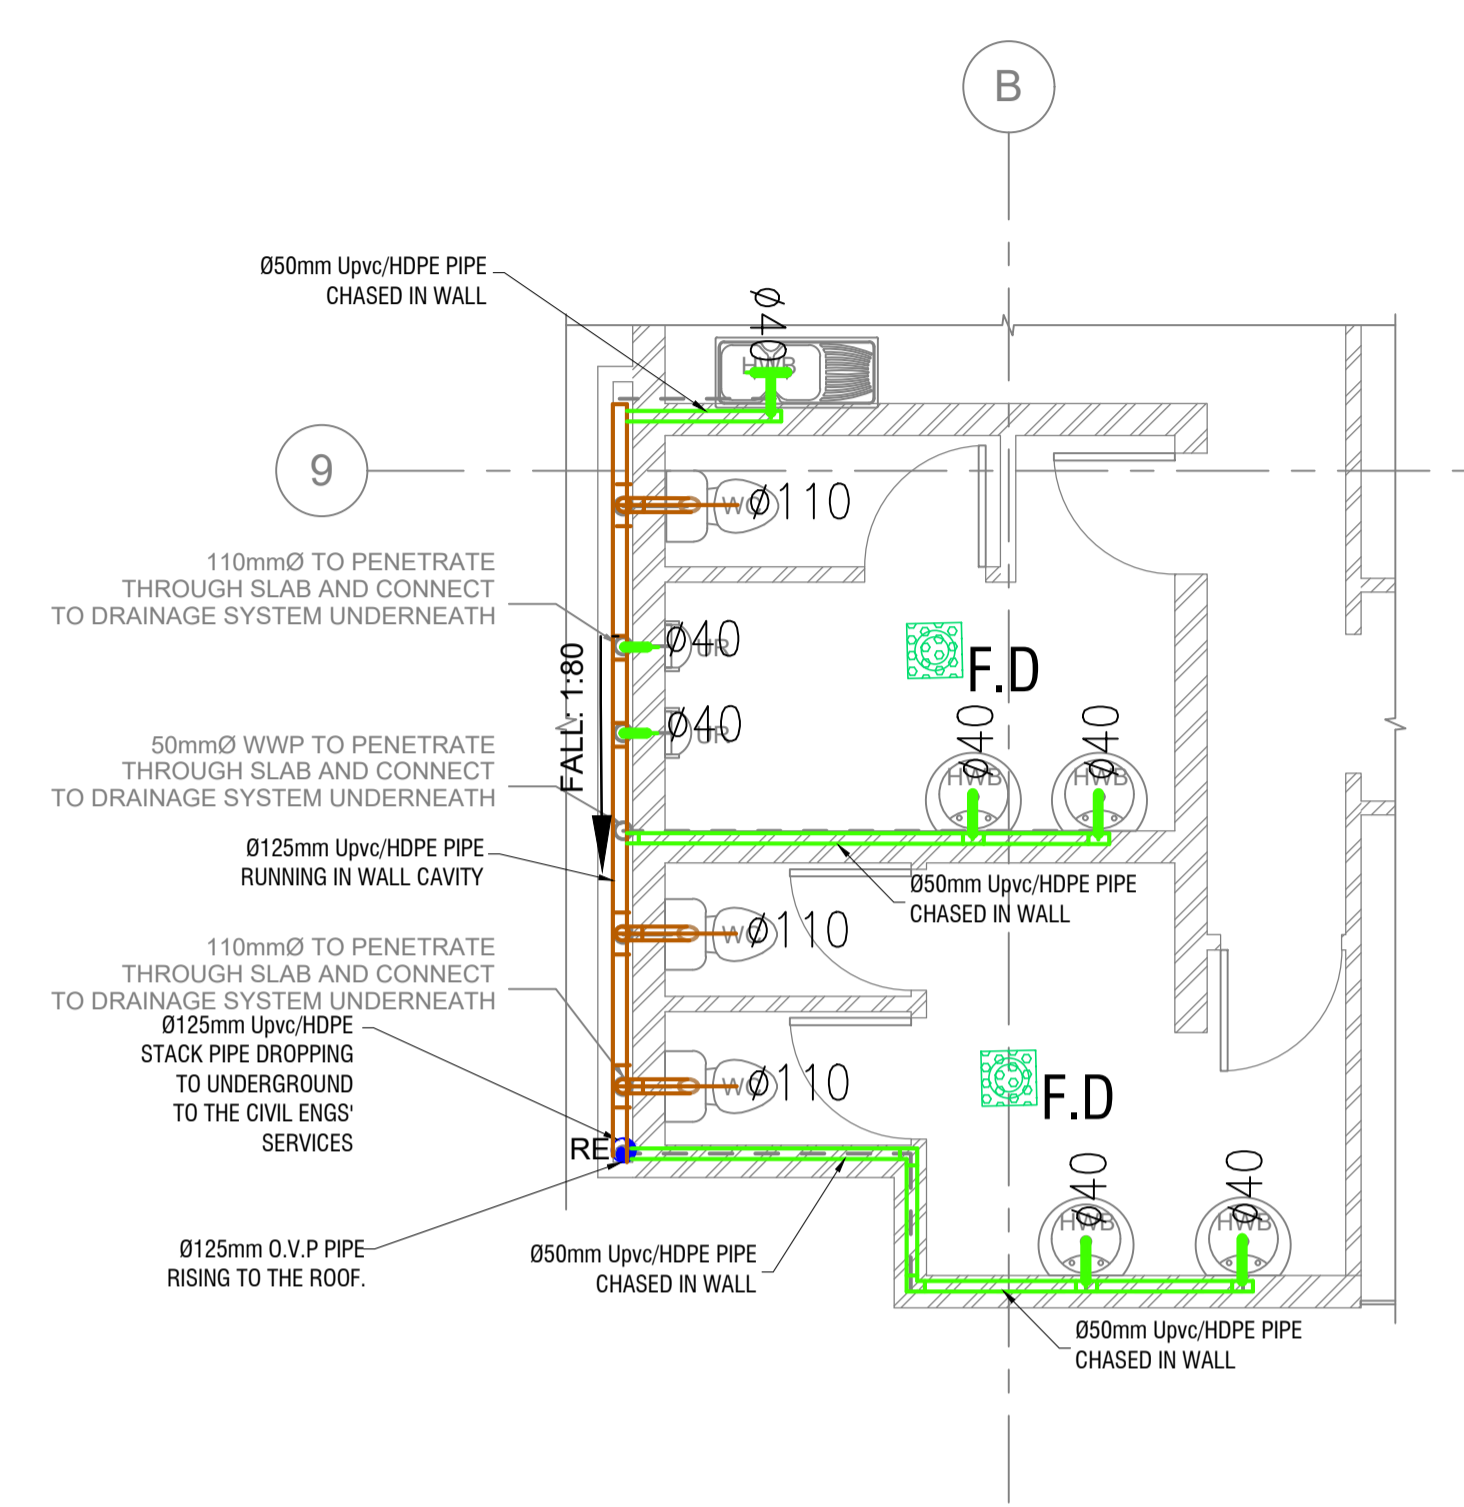 B
Ø50mm Upvc/HDPE PIPE
CHASED IN WALL
ø40
HWB
9
WC
ø110
110mmØ TO PENETRATE
THROUGH SLAB AND CONNECT
TO DRAINAGE SYSTEM UNDERNEATH
ø40
UR
F.D
FALL: 1:80
ø40
UR
ø40
HWB
ø40
HWB
50mmØ WWP TO PENETRATE
THROUGH SLAB AND CONNECT
TO DRAINAGE SYSTEM UNDERNEATH
Ø125mm Upvc/HDPE PIPE
RUNNING IN WALL CAVITY
Ø50mm Upvc/HDPE PIPE
CHASED IN WALL
WC
ø110
110mmØ TO PENETRATE
THROUGH SLAB AND CONNECT
TO DRAINAGE SYSTEM UNDERNEATH
Ø125mm Upvc/HDPE
STACK PIPE DROPPING
TO UNDERGROUND
TO THE CIVIL ENGS'
SERVICES
WC
ø110
F.D
RE
ø40
HWB
ø40
HWB
Ø125mm O.V.P PIPE
RISING TO THE ROOF.
Ø50mm Upvc/HDPE PIPE
CHASED IN WALL
Ø50mm Upvc/HDPE PIPE
CHASED IN WALL